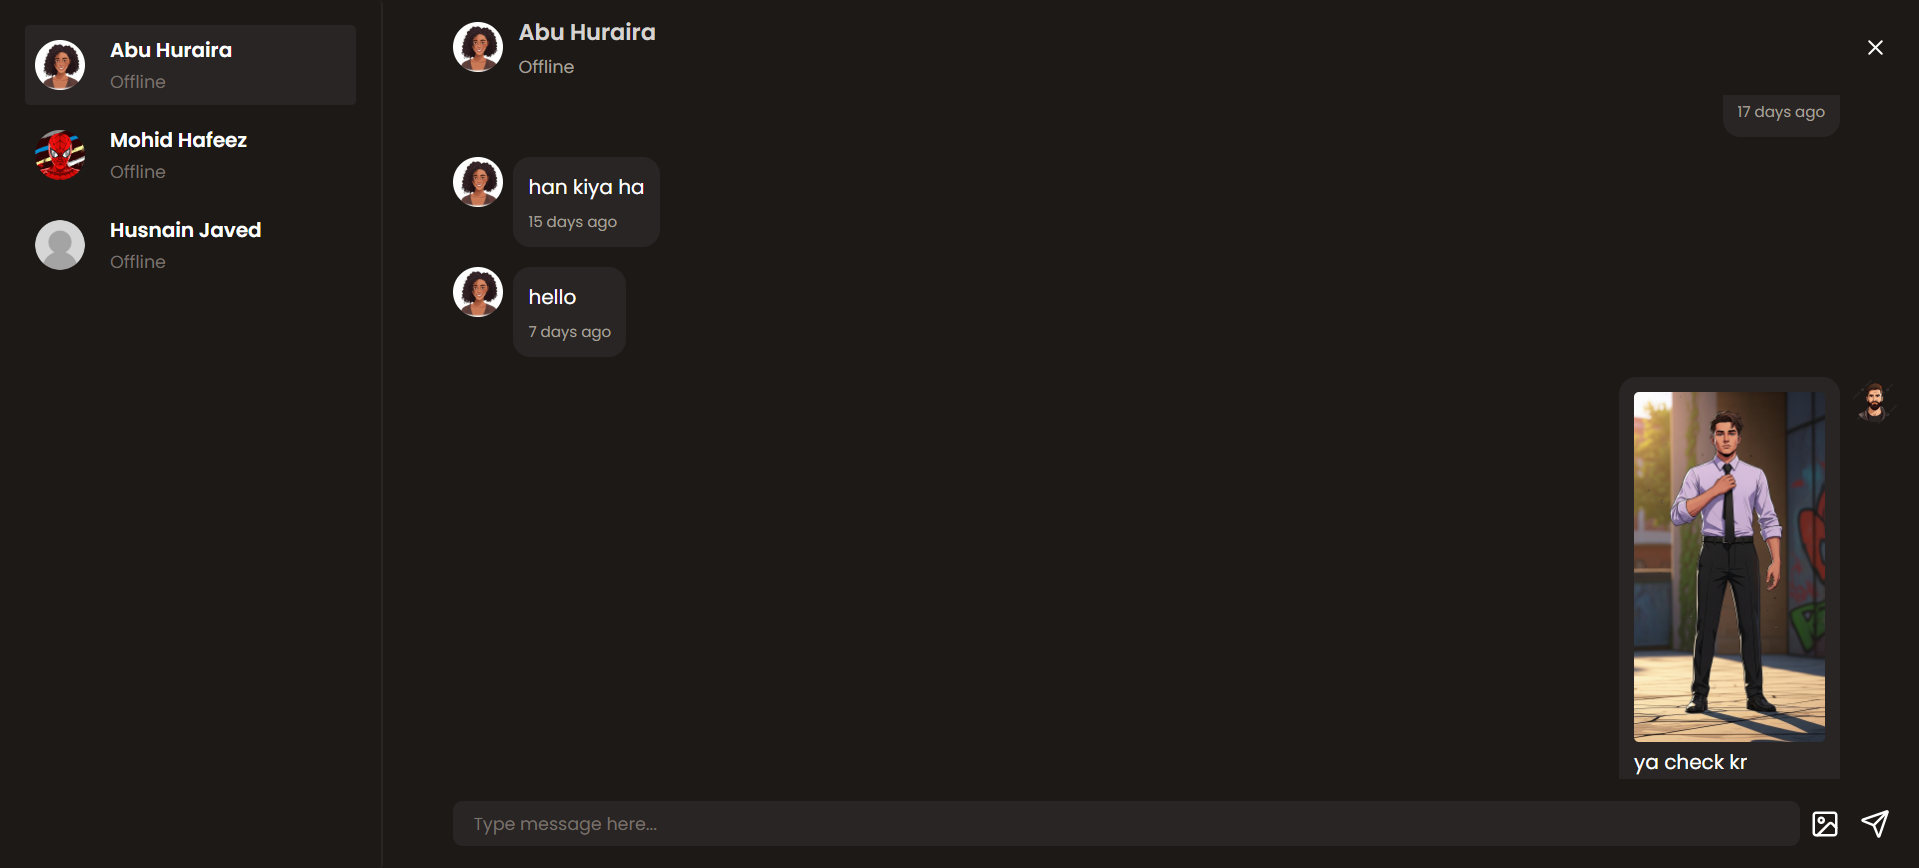 Abu Huraira
Offline
Mohid Hafeez
Offline
Husnain Javed
Offline
Abu Huraira
Offline
17 days ago
han kiya ha
15 days ago
hello
7 days ago
ya check kr
Type message here...